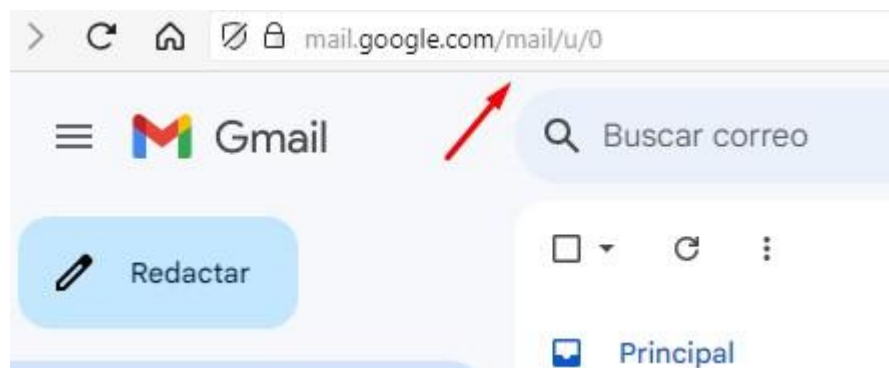 mail.google.com/mail/u/0
Gmail
Buscar correo
Redactar
Principal